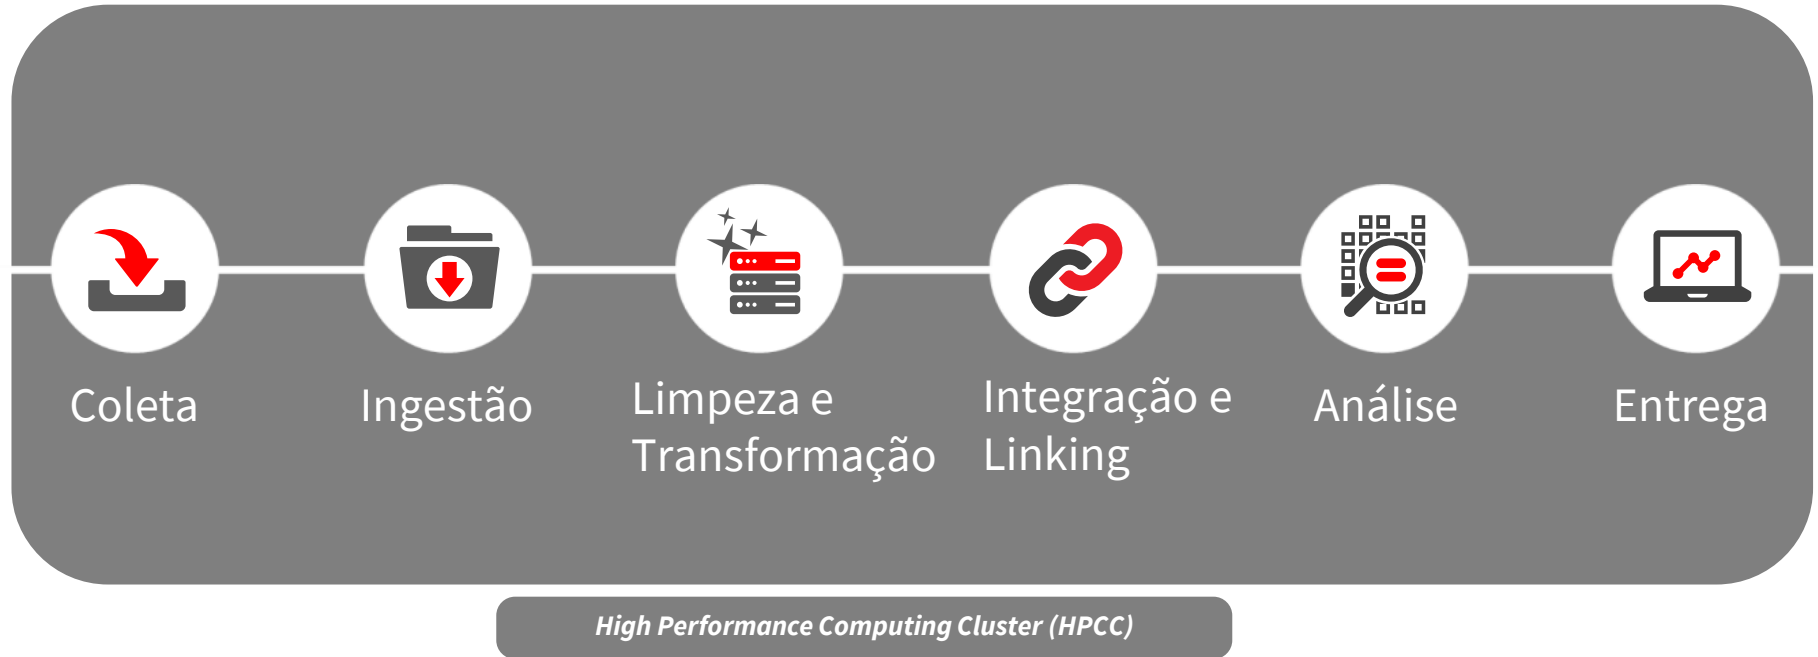 Coleta
Ingestão
Limpeza e
Transformação
Integração e
Linking
Análise
Entrega
High Performance Computing Cluster (HPCC)